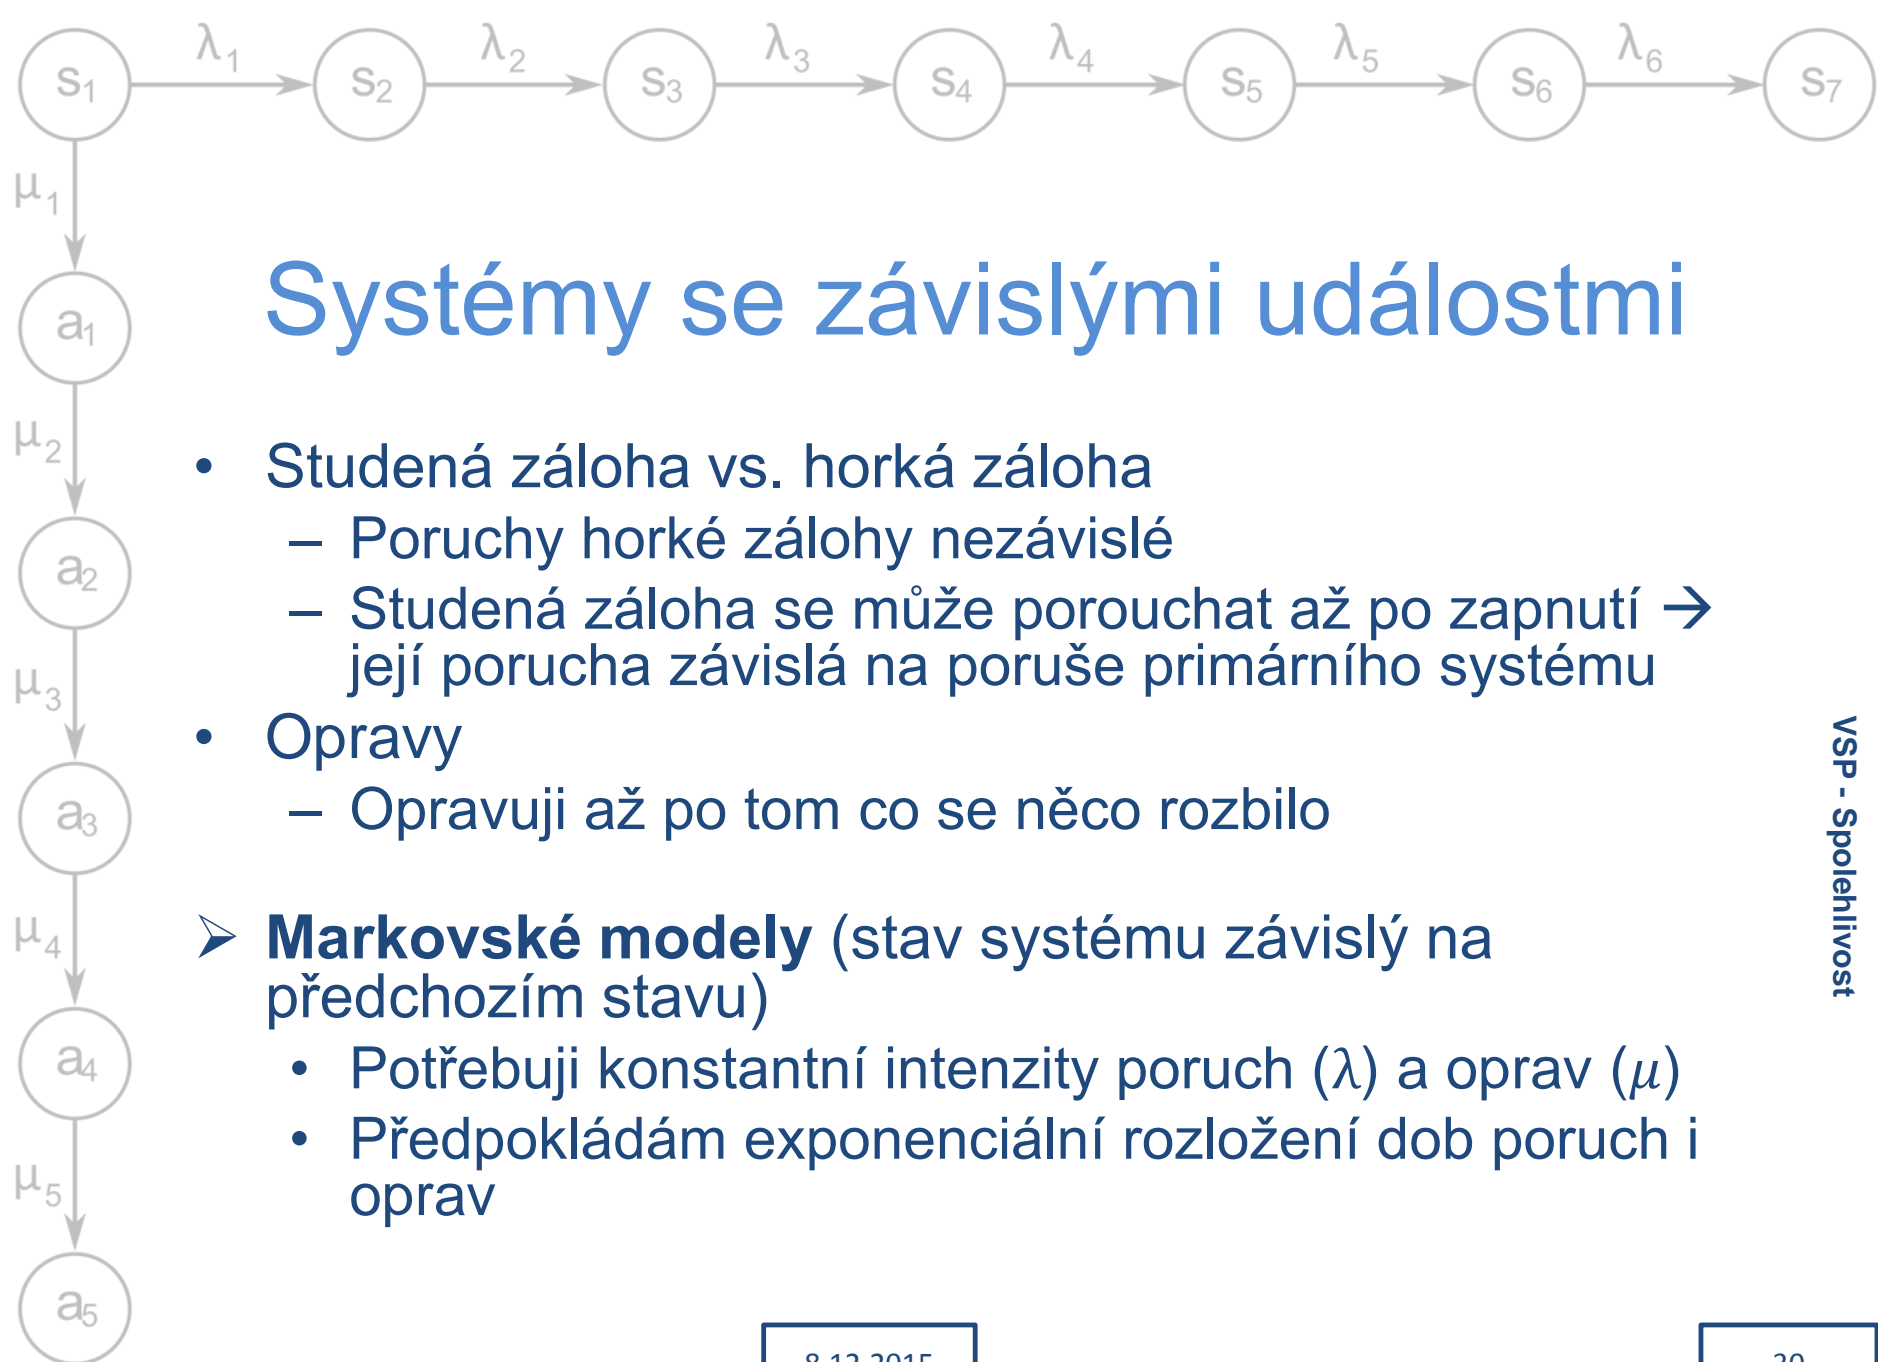 λ1 λ2 λ3 λ4 λ5 λ6
s1 s2 s3 s4 s5 s6 s7
μ1
a1
μ2
a2
μ3
a3
μ4
a4
μ5
a5
Systémy se závislými událostmi
• Studená záloha vs. horká záloha
– Poruchy horké zálohy nezávislé
– Studená záloha se může porouchat až po zapnutí →
její porucha závislá na poruše primárního systému
• Opravy
– Opravuji až po tom co se něco rozbilo
➢ Markovské modely (stav systému závislý na
předchozím stavu)
• Potřebuji konstantní intenzity poruch (λ) a oprav (μ)
• Předpokládám exponenciální rozložení dob poruch i
oprav
VSP - Spolehlivost
8.12.2015
30